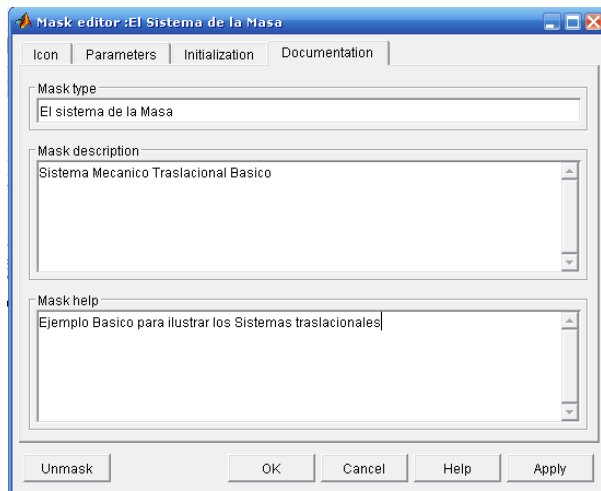 Mask editor :El Sistema de la Masa
Icon Parameters Initialization Documentation
Mask type
El sistema de la Masa
Mask description
Sistema Mecanico Traslacional Basico
Mask help
Ejemplo Basico para ilustrar los Sistemas traslacionales
Unmask OK Cancel Help Apply